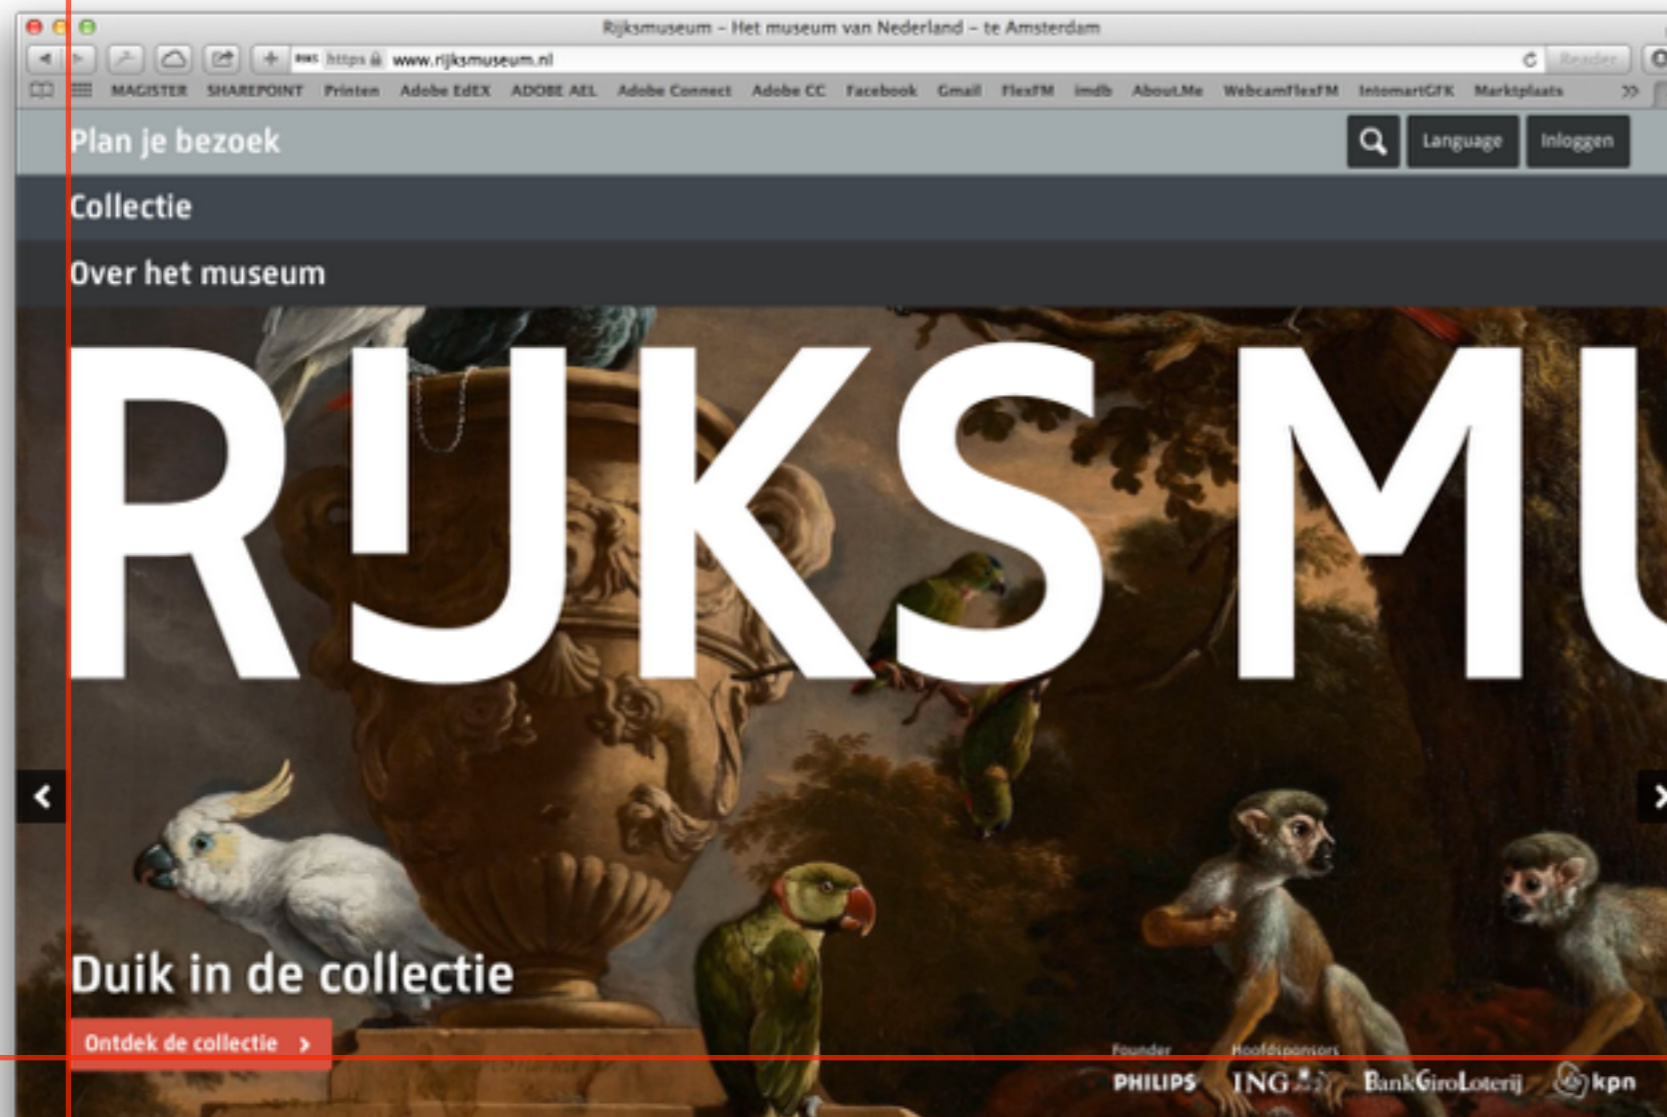 Rijksmuseum – Het museum van Nederland – te Amsterdam
https www.rijksmuseum.nl Reader
MAGISTER SHAREPOINT Printen Adobe EdEX ADOBE AEL Adobe Connect Adobe CC Facebook Gmail FlexFM imdb About.Me WebcamFlexFM IntomartGFK Marktplaats >>
Plan je bezoek
Language Inloggen
Collectie
Over het museum
RIJKS MU
Duik in de collectie
Ontdek de collectie
Founder Hoofdsponsors
PHILIPS ING BankGiroLoterij kpn